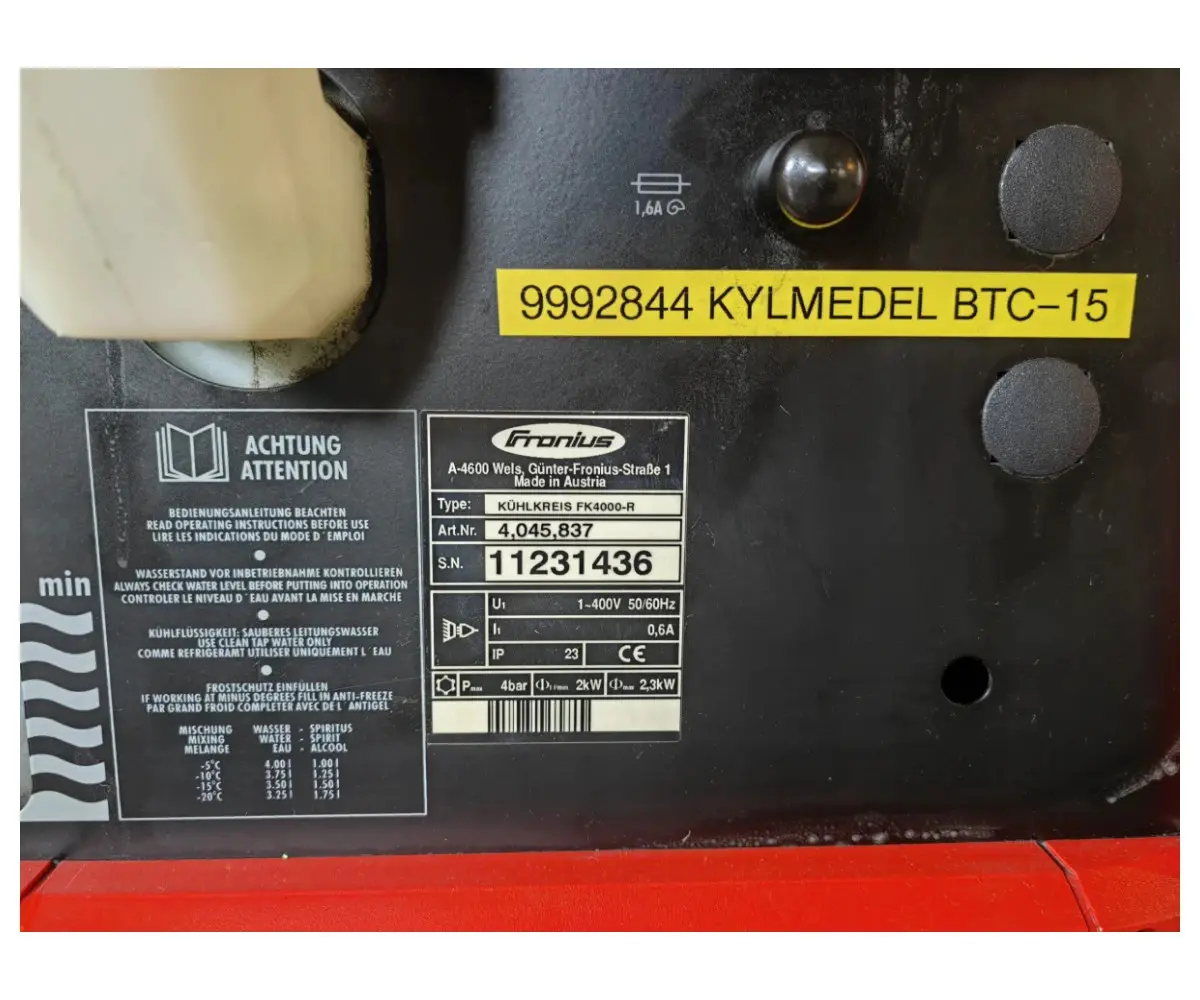 1,6A
9992844 KYLMEDEL BTC-15
ACHTUNG
ATTENTION
BEDIENUNGSANLEITUNG BEACHTEN
READ OPERATING INSTRUCTIONS BEFORE USE
LIRE LES INDICATIONS DU MODE D´EMPLOI
WASSERSTAND VOR INBETRIEBNAHME KONTROLLIEREN
ALWAYS CHECK WATER LEVEL BEFORE PUTTING INTO OPERATION
CONTROLER LE NIVEAU D´EAU AVANT LA MISE EN MARCHE
KÜHLFLÜSSIGKEIT: SAUBERES LEITUNGSWASSER
USE CLEAN TAP WATER ONLY
COMME REFRIGERAMT UTILISER UNIQUEMENT L´EAU
FROSTSCHUTZ EINFÜLLEN
IF WORKING AT MINUS DEGREES FILL IN ANTI-FREEZE
PAR GRAND FROID COMPLETER AVEC DE L´ANTIGEL
MISCHUNG WASSER - SPIRITUS
MIXING WATER - SPIRIT
MELANGE EAU - ALCOOL
-5°C 4.00 l 1.00 l
-10°C 3.75 l 1.25 l
-15°C 3.50 l 1.50 l
-20°C 3.25 l 1.75 l
min
Fronius
A-4600 Wels, Günter-Fronius-Straße 1
Made in Austria
Type: KÜHLKREIS FK4000-R
Art.Nr. 4,045,837
S.N. 11231436
U1 1~400V 50/60Hz
I1 0,6A
IP 23 CE
Pmax 4bar Φ1 l/min 2kW Φmax 2,3kW